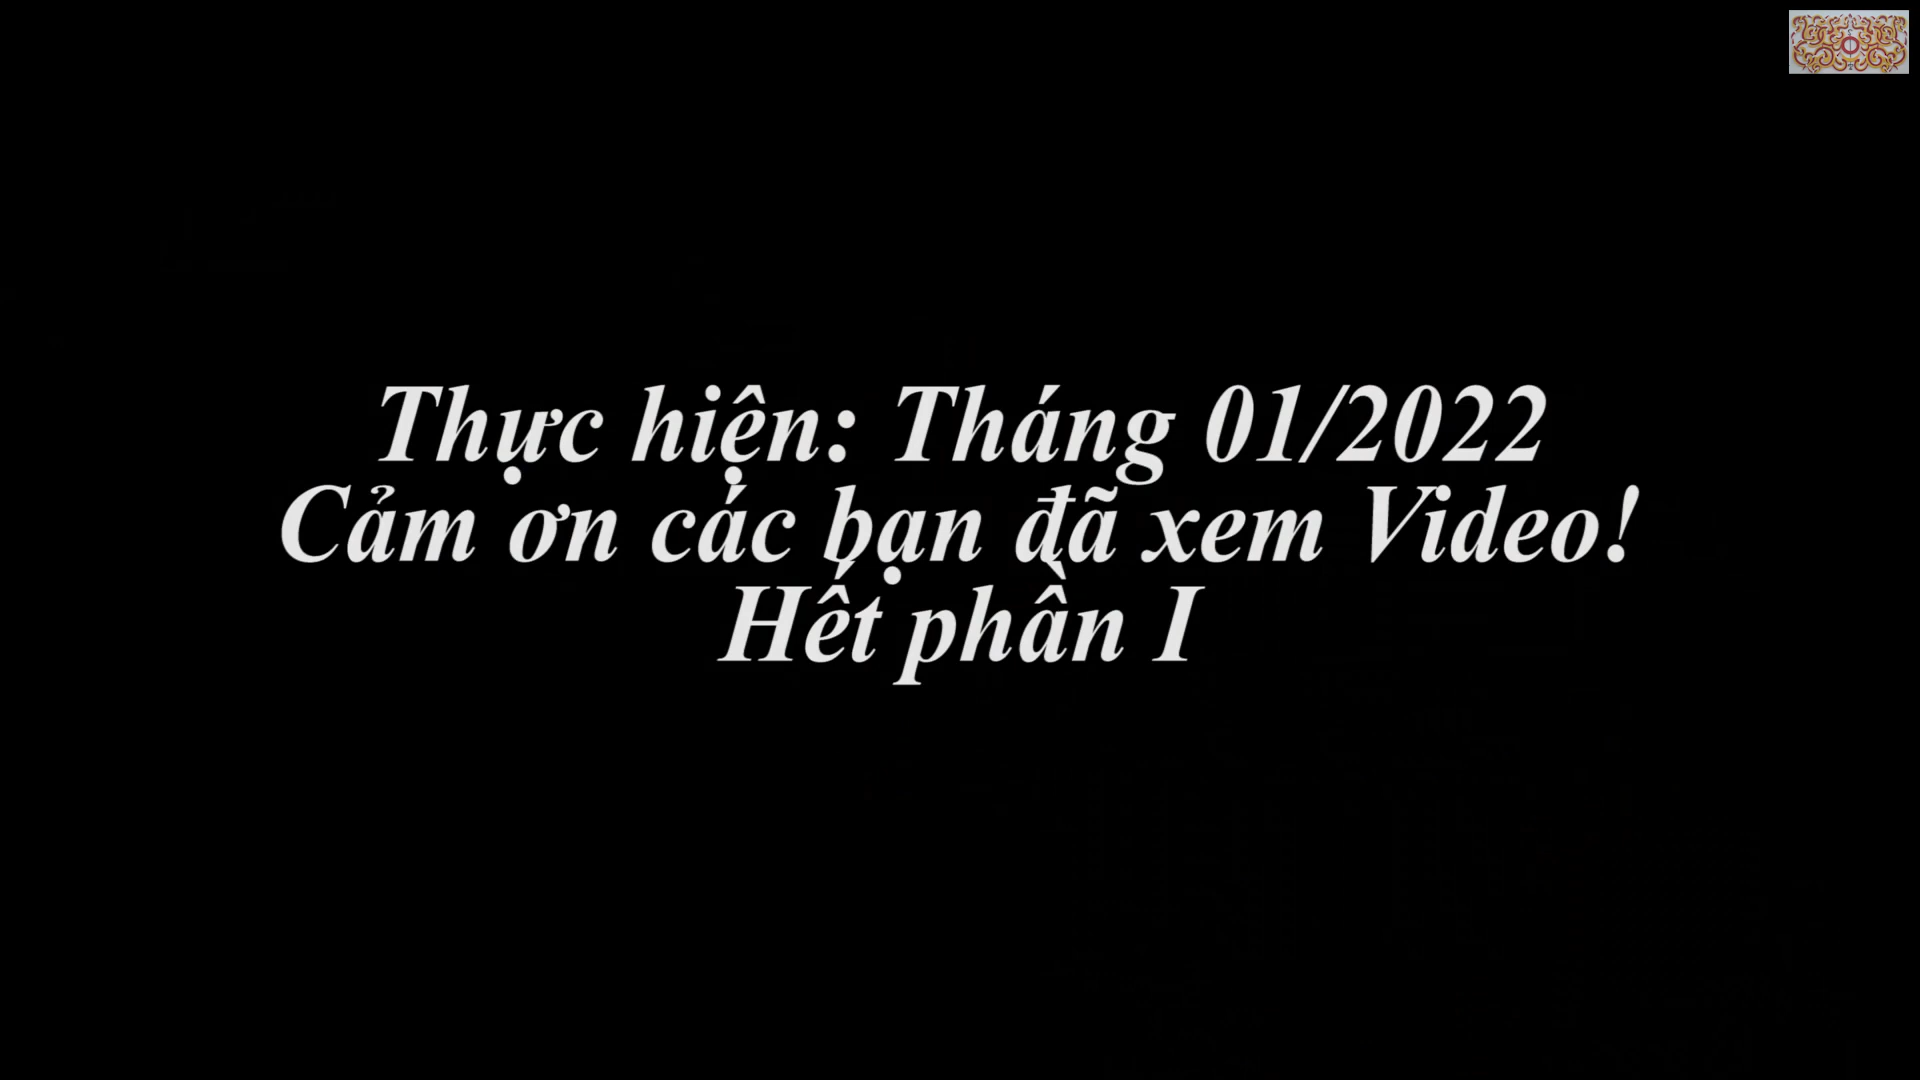 Thực hiện: Tháng 01/2022
Cảm ơn các bạn đã xem Video!
Hết phần I